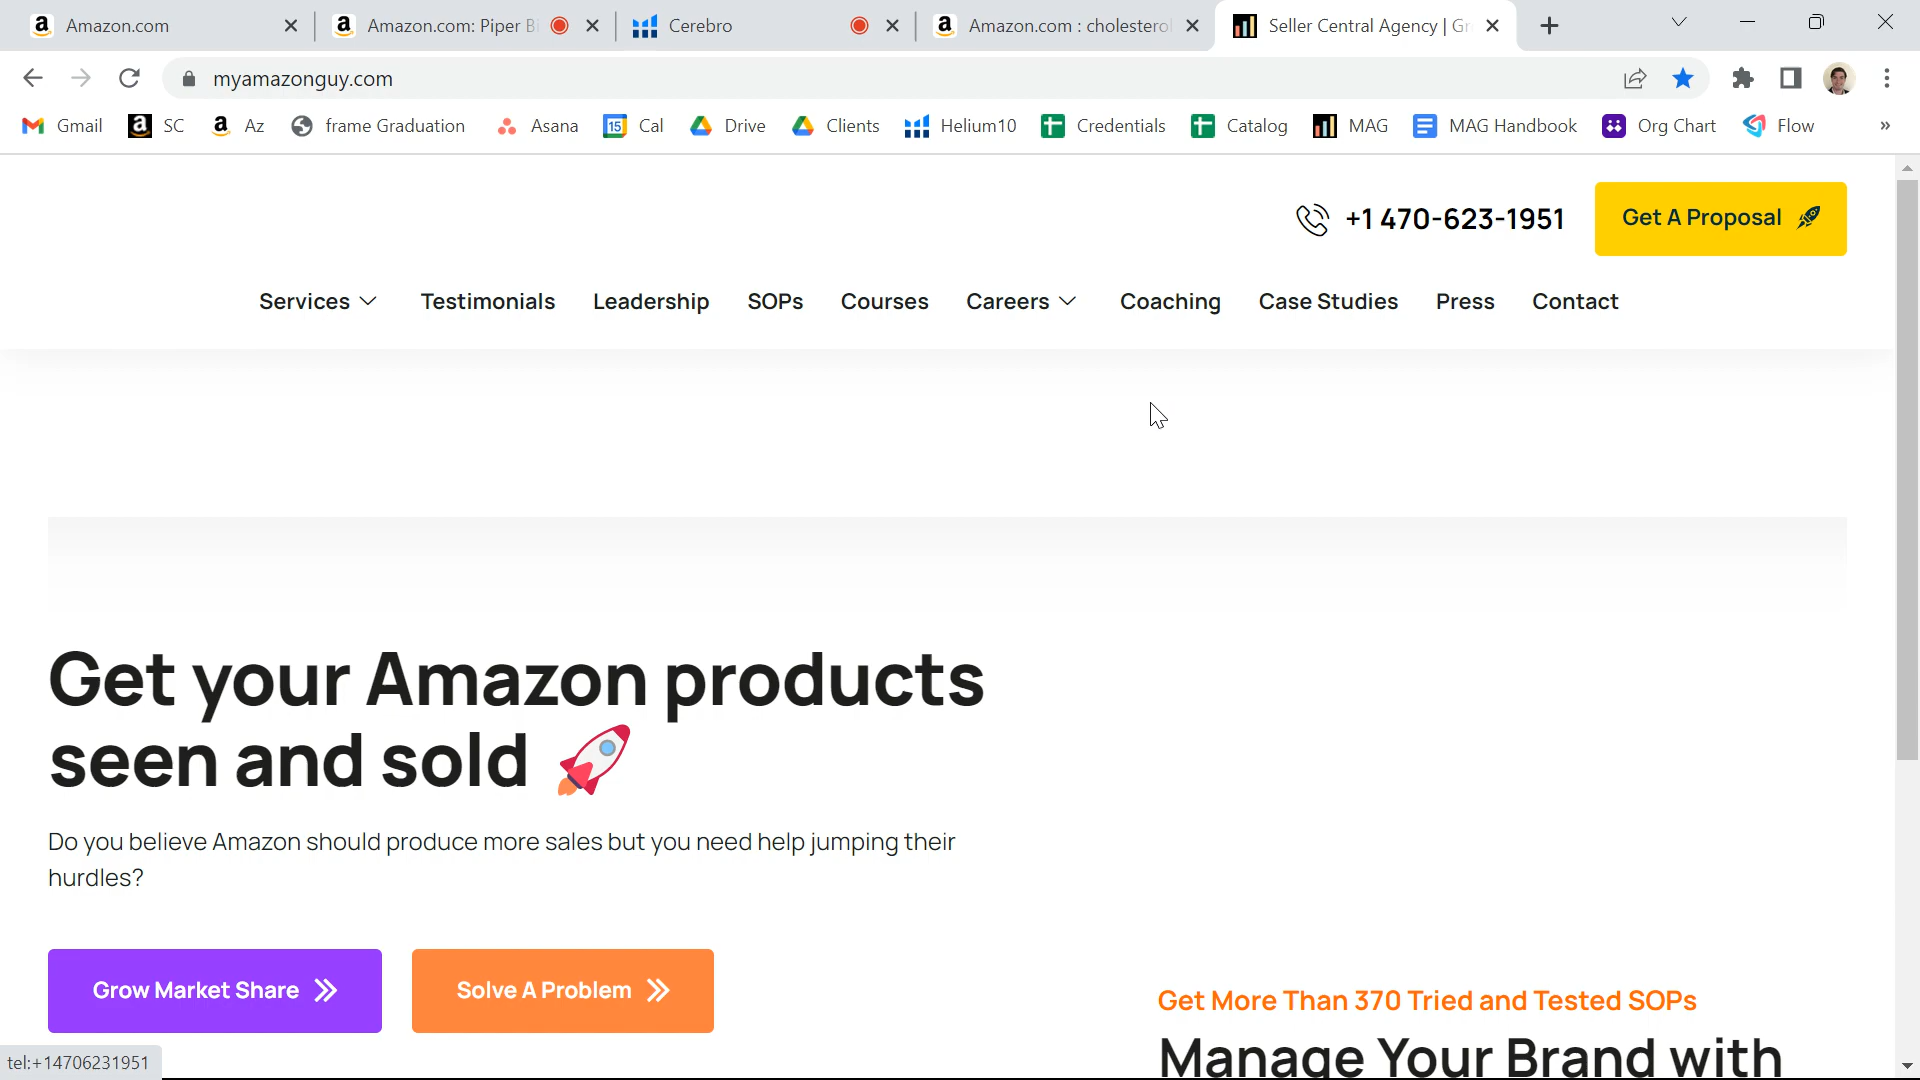 Amazon.com
Amazon.com: Piper B
Cerebro
Amazon.com : cholesterol
Seller Central Agency | Gr
myamazonguy.com
Gmail
SC
Az
frame Graduation
Asana
15
Cal
Drive
Clients
Helium10
Credentials
Catalog
MAG
MAG Handbook
Org Chart
Flow
»
+1 470-623-1951
Get A Proposal
Services
Testimonials
Leadership
SOPs
Courses
Careers
Coaching
Case Studies
Press
Contact
Get your Amazon products
seen and sold
Do you believe Amazon should produce more sales but you need help jumping their
hurdles?
Grow Market Share
Solve A Problem
Get More Than 370 Tried and Tested SOPs
Manage Your Brand with
tel:+14706231951